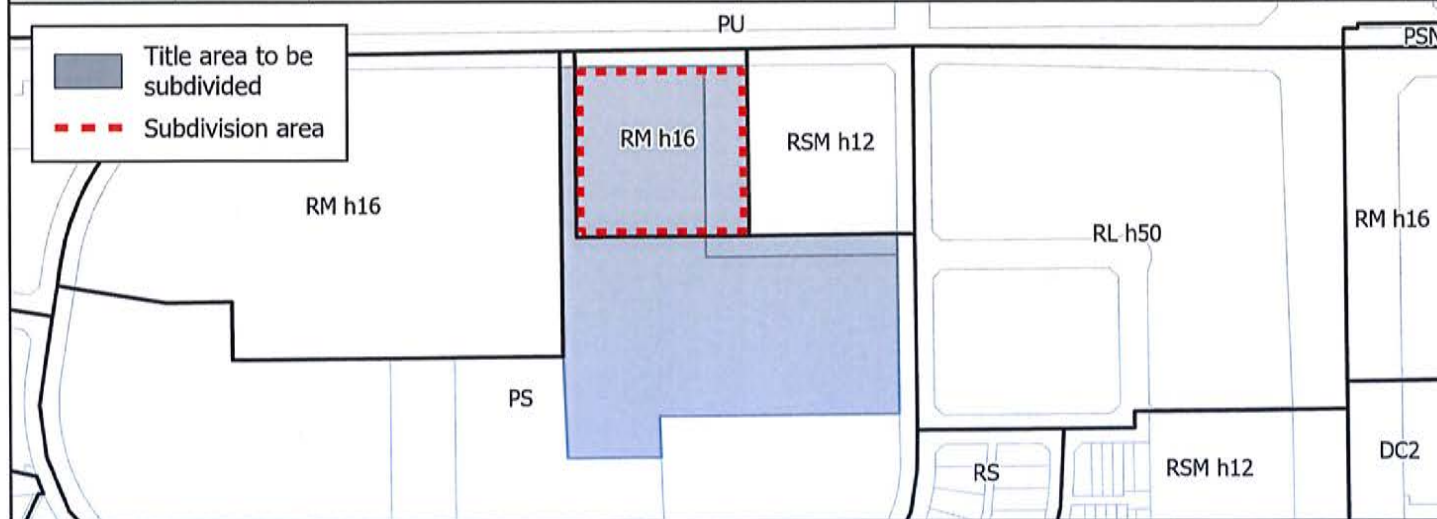 PU
PSN
Title area to be
subdivided
Subdivision area
RM h16
RSM h12
RM h16
RM h16
RL h50
PS
DC2
RS
RSM h12